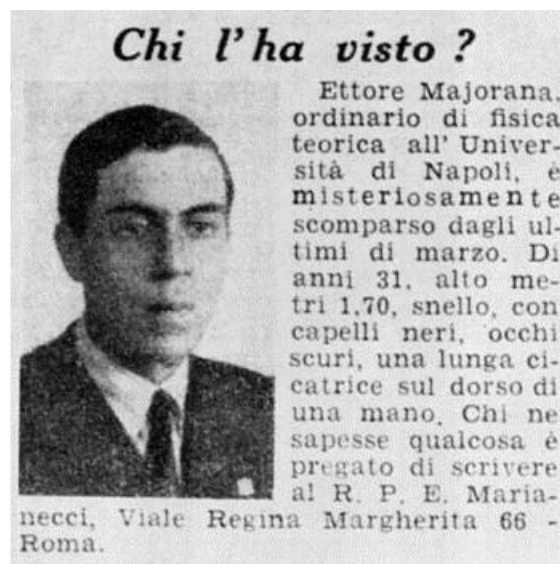 Chi l'ha visto?
Ettore Majorana,
ordinario di fisica
teorica all' Univer-
sità di Napoli, è
misteriosamente
scomparso dagli ul-
timi di marzo. Di
anni 31, alto me-
tri 1,70, snello, con
capelli neri, occhi
scuri, una lunga ci-
catrice sul dorso di
una mano. Chi ne
sapesse qualcosa è
pregato di scrivere
al R. P. E. Maria-
necci, Viale Regina Margherita 66 -
Roma.